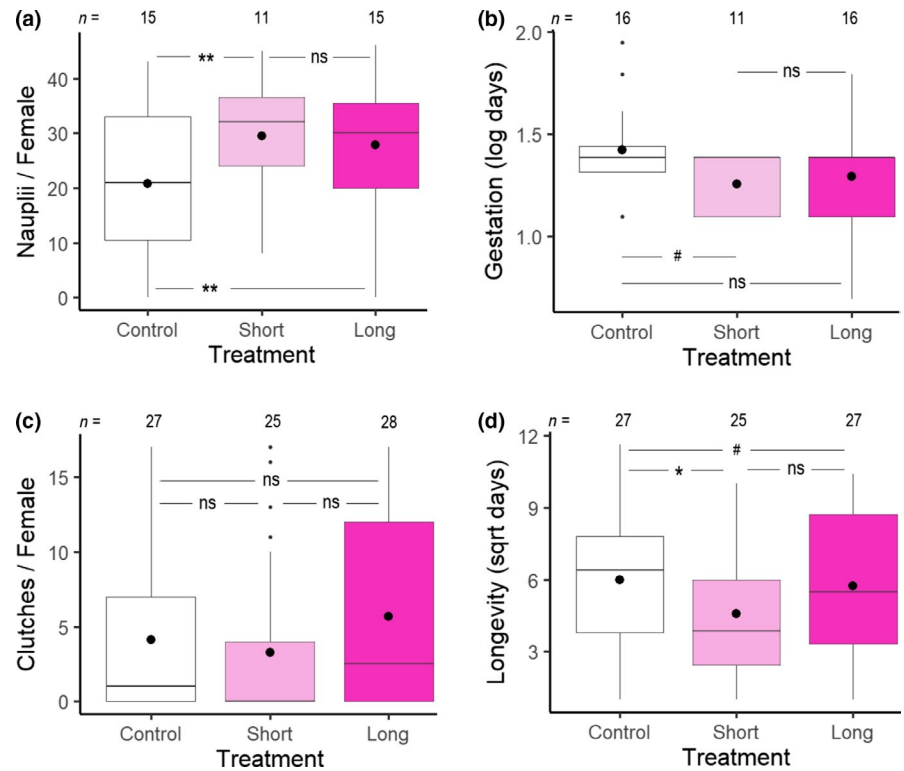 (a)
n = 15 11 15
** ns
40
30
20
10
0
**
Nauplii / Female
Control Short Long
Treatment
(b)
n = 16 11 16
2.0
1.5
1.0
ns
#
ns
Gestation (log days)
Control Short Long
Treatment
(c)
n = 27 25 28
15
10
5
0
ns
ns ns
Clutches / Female
Control Short Long
Treatment
(d)
n = 27 25 27
12
9
6
3
#
* ns
Longevity (sqrt days)
Control Short Long
Treatment